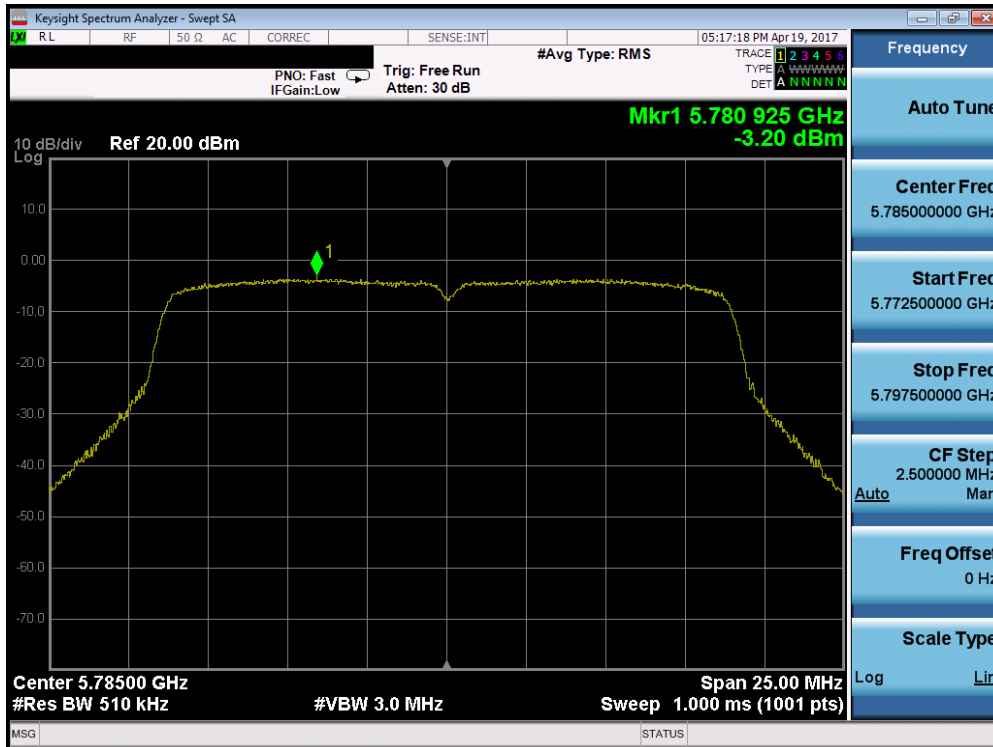 Keysight Spectrum Analyzer - Swept SA
LXI RL RF 50 Ω AC CORREC SENSE:INT 05:17:18 PM Apr 19, 2017
#Avg Type: RMS
TRACE 1 2 3 4 5 6
PNO: Fast Trig: Free Run
TYPE A WWWWW
IFGain:Low Atten: 30 dB
DET A N N N N N
Mkr1 5.780 925 GHz
-3.20 dBm
10 dB/div Ref 20.00 dBm
Log
10.0
1
0.00
-10.0
-20.0
-30.0
-40.0
-50.0
-60.0
-70.0
Center 5.78500 GHz Span 25.00 MHz
#Res BW 510 kHz #VBW 3.0 MHz Sweep 1.000 ms (1001 pts)
MSG STATUS
Frequency
Auto Tune
Center Freq
5.785000000 GHz
Start Freq
5.772500000 GHz
Stop Freq
5.797500000 GHz
CF Step
2.500000 MHz
Auto Man
Freq Offset
0 Hz
Scale Type
Log Lin